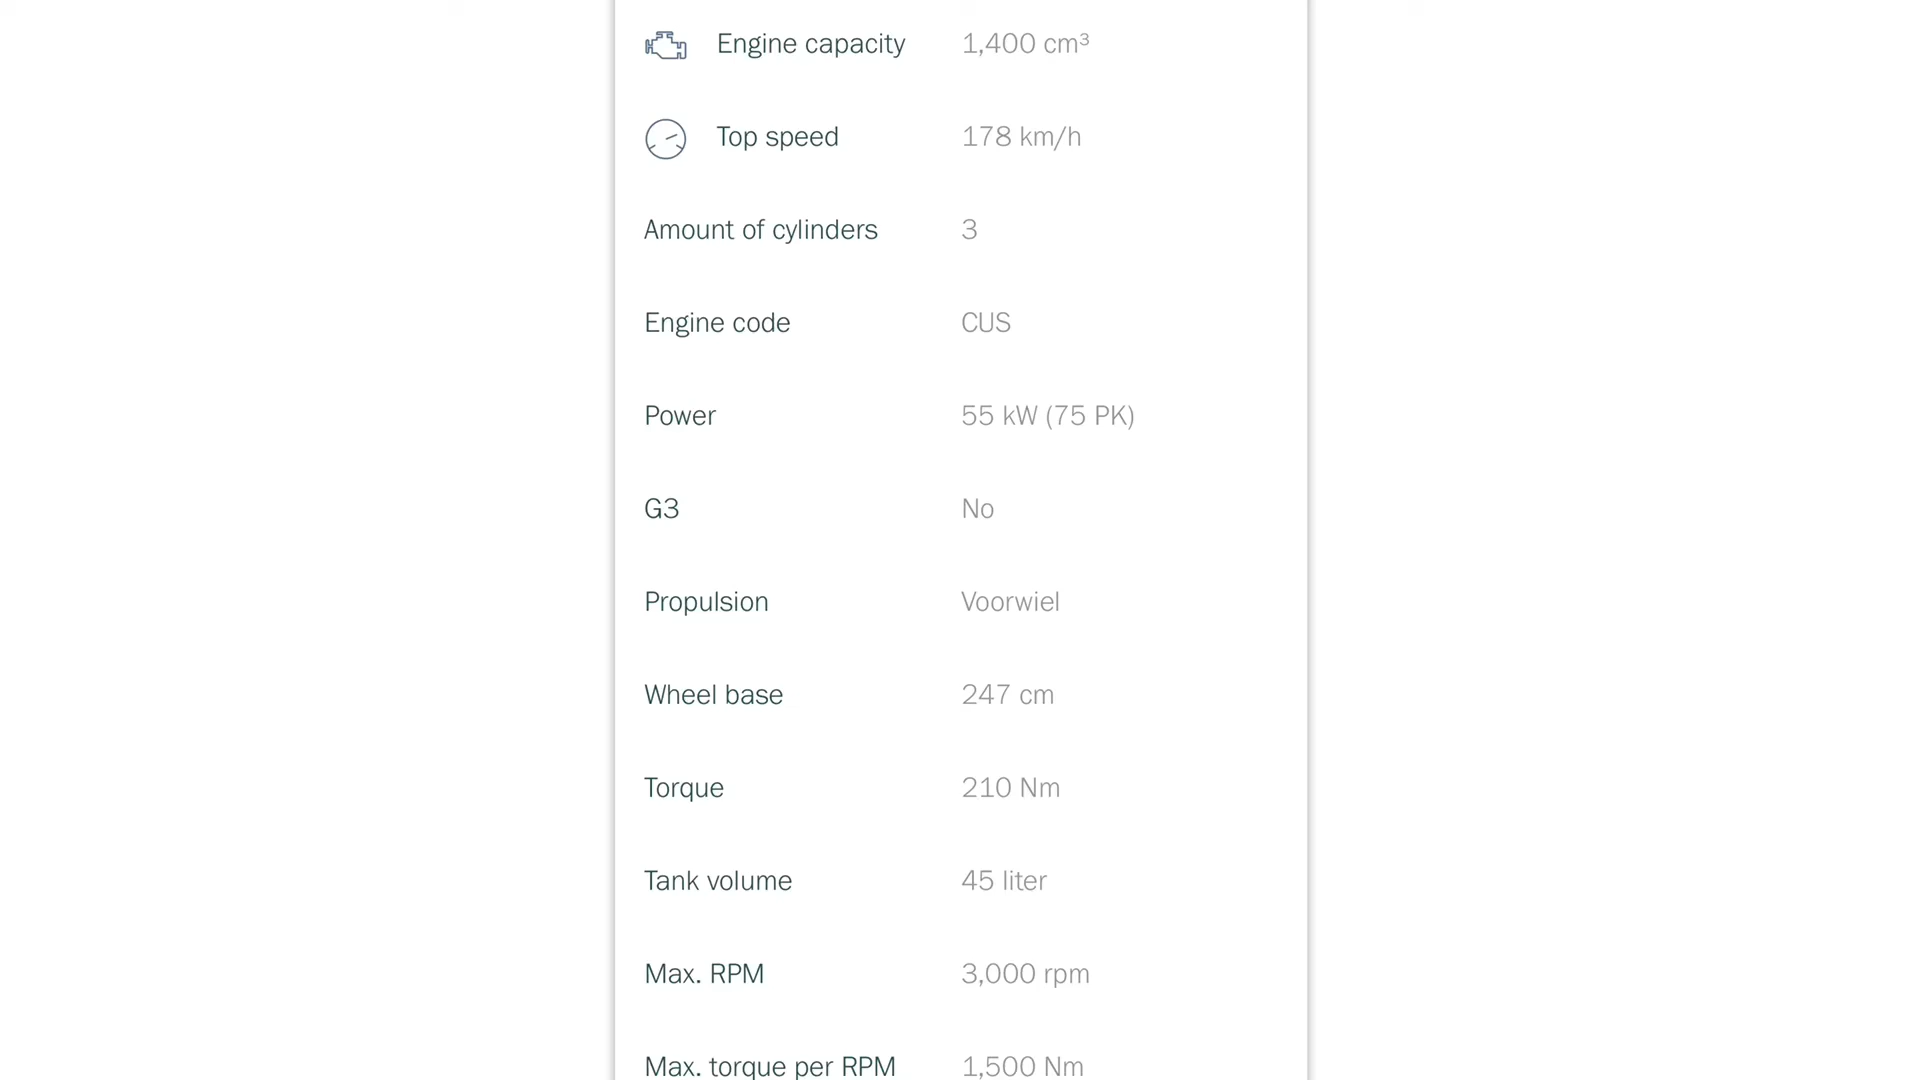 Engine capacity 1,400 cm³
Top speed 178 km/h
Amount of cylinders 3
Engine code CUS
Power 55 kW (75 PK)
G3 No
Propulsion Voorwiel
Wheel base 247 cm
Torque 210 Nm
Tank volume 45 liter
Max. RPM 3,000 rpm
Max. torque per RPM 1,500 Nm